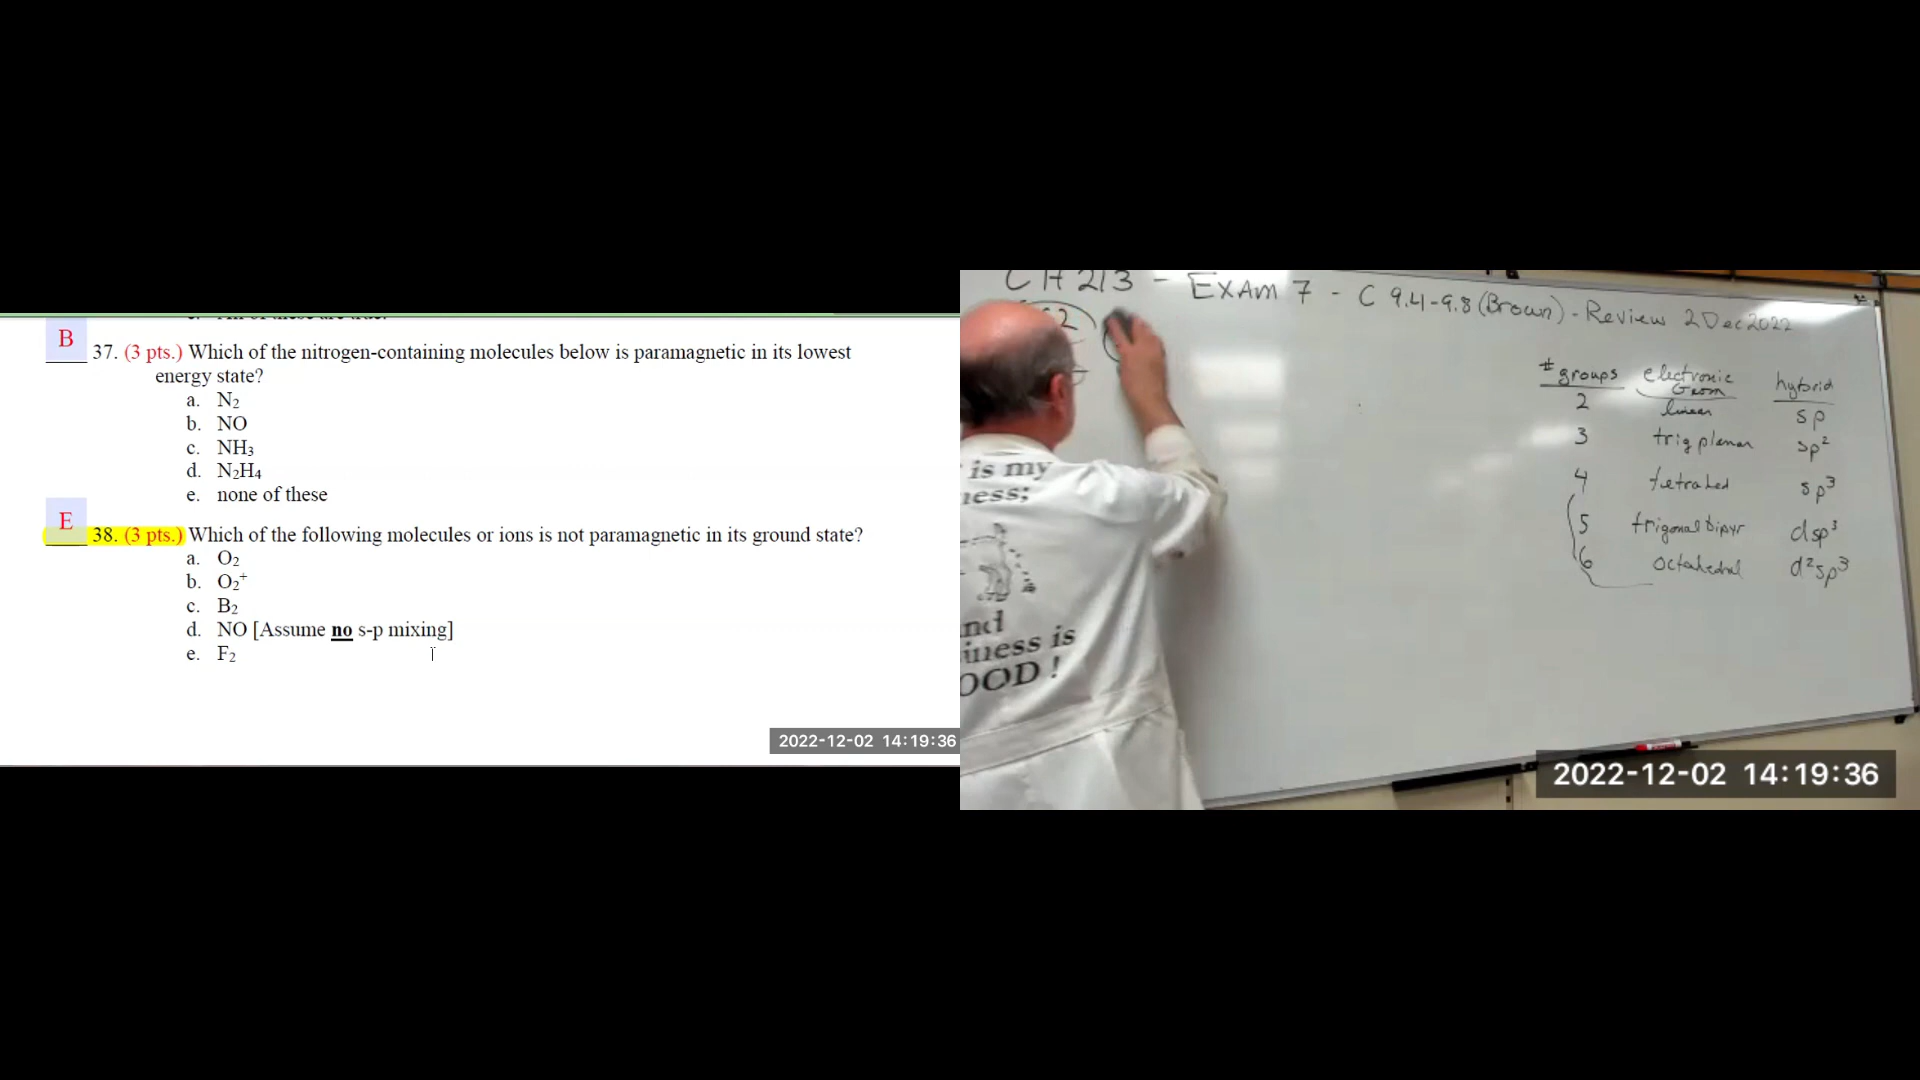 B
37. (3 pts.) Which of the nitrogen-containing molecules below is paramagnetic in its lowest
energy state?
a. N₂
b. NO
c. NH₃
d. N₂H₄
e. none of these
E
38. (3 pts.) Which of the following molecules or ions is not paramagnetic in its ground state?
a. O₂
b. O₂⁺
c. B₂
d. NO [Assume no s-p mixing]
e. F₂
2022-12-02 14:19:36
CH 213 - EXAM 7 - C 9.4-9.8 (Brown) - Review 2 Dec 2022
# groups electronic Geom hybrid
2 linear sp
3 trig planar sp²
4 tetrahed sp³
5 trigonal bipyr dsp³
6 octahedral d²sp³
is my
ness;
nd
iness is
OOD!
2022-12-02 14:19:36